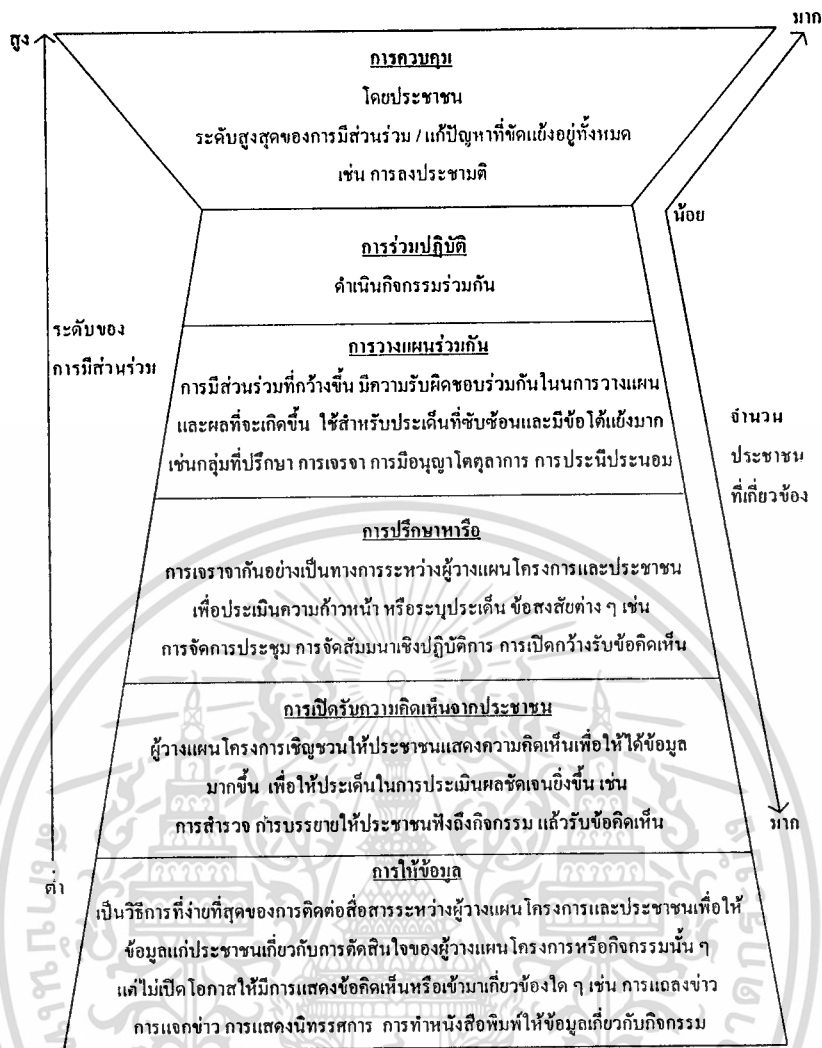 มาก
สูง
การควบคุม
โดยประชาชน
ระดับสูงสุดของการมีส่วนร่วม / แก้ปัญหาที่ขัดแย้งอยู่ทั้งหมด
เช่น การลงประชามติ
น้อย
การร่วมปฏิบัติ
ดำเนินกิจกรรมร่วมกัน
ระดับของ
การมีส่วนร่วม
การวางแผนร่วมกัน
การมีส่วนร่วมที่กว้างขึ้น มีความรับผิดชอบร่วมกันในนการวางแผน
และผลที่จะเกิดขึ้น ใช้สำหรับประเด็นที่ซับซ้อนและมีข้อโต้แย้งมาก
เช่นกลุ่มที่ปรึกษา การเจรจา การมีอนุญาโตตุลาการ การประนีประนอม
จำนวน
ประชาชน
ที่เกี่ยวข้อง
การปรึกษาหารือ
การเจราจากันอย่างเป็นทางการระหว่างผู้วางแผนโครงการและประชาชน
เพื่อประเมินความก้าวหน้า หรือระบุประเด็น ข้อสงสัยต่าง ๆ เช่น
การจัดการประชุม การจัดสัมมนาเชิงปฏิบัติการ การเปิดกว้างรับข้อคิดเห็น
การเปิดรับความคิดเห็นจากประชาชน
ผู้วางแผนโครงการเชิญชวนให้ประชาชนแสดงความคิดเห็นเพื่อให้ได้ข้อมูล
มากขึ้น เพื่อให้ประเด็นในการประเมินผลชัดเจนยิ่งขึ้น เช่น
การสำรวจ การบรรยายให้ประชาชนฟังถึงกิจกรรม แล้วรับข้อคิดเห็น
มาก
ต่ำ
การให้ข้อมูล
เป็นวิธีการที่ง่ายที่สุดของการติดต่อสื่อสารระหว่างผู้วางแผนโครงการและประชาชนเพื่อให้
ข้อมูลแก่ประชาชนเกี่ยวกับการตัดสินใจของผู้วางแผนโครงการหรือกิจกรรมนั้น ๆ
แต่ไม่เปิดโอกาสให้มีการแสดงข้อคิดเห็นหรือเข้ามาเกี่ยวข้องใด ๆ เช่น การแถลงข่าว
การแจกข่าว การแสดงนิทรรศการ การทำหนังสือพิมพ์ให้ข้อมูลเกี่ยวกับกิจกรรม